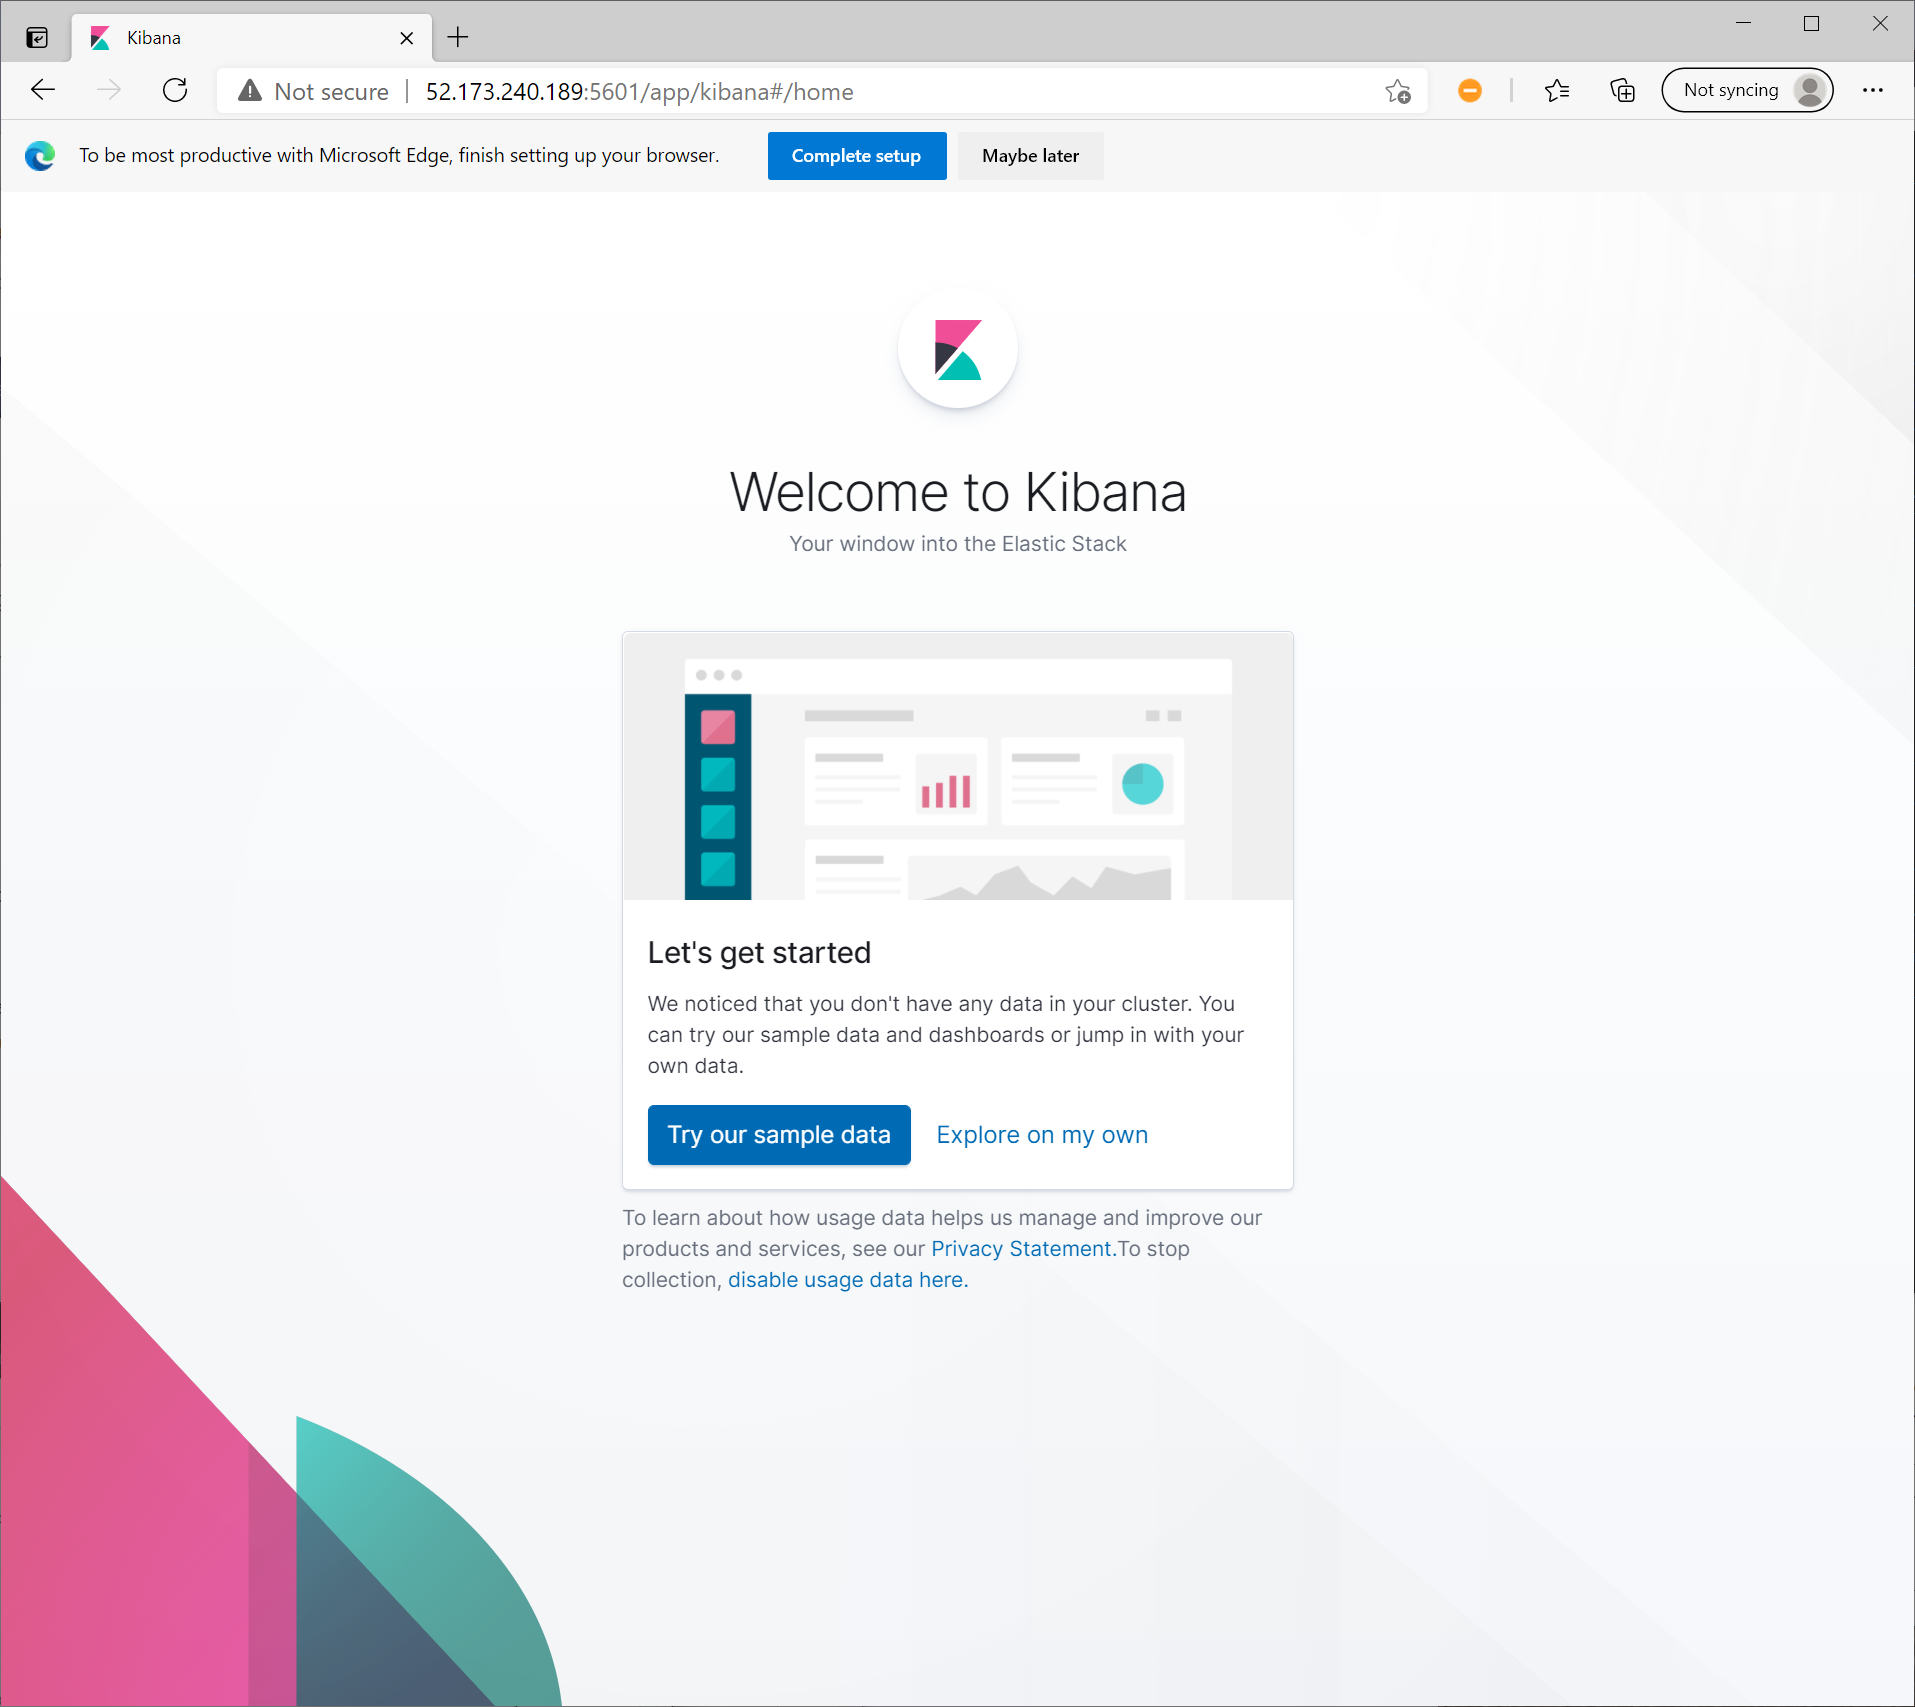 Kibana
Not secure
52.173.240.189:5601/app/kibana#/home
Not syncing
To be most productive with Microsoft Edge, finish setting up your browser.
Complete setup
Maybe later
Welcome to Kibana
Your window into the Elastic Stack
Let's get started
We noticed that you don't have any data in your cluster. You
can try our sample data and dashboards or jump in with your
own data.
Try our sample data
Explore on my own
To learn about how usage data helps us manage and improve our
products and services, see our Privacy Statement.To stop
collection, disable usage data here.